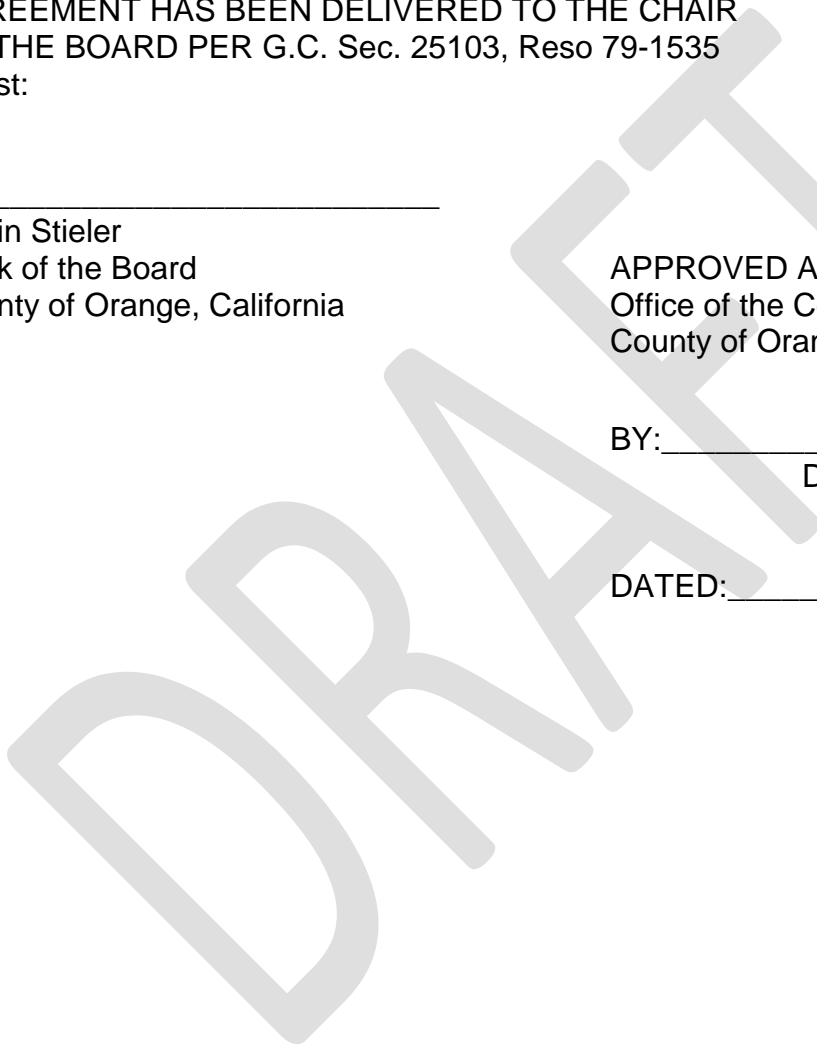 REEMENT HAS BEEN DELIVERED TO THE CHAIR
THE BOARD PER G.C. Sec. 25103, Reso 79-1535
st:
in Stieler
k of the Board
nty of Orange, California
APPROVED A
Office of the C
County of Oran
BY:
D
DATED:
DRAFT